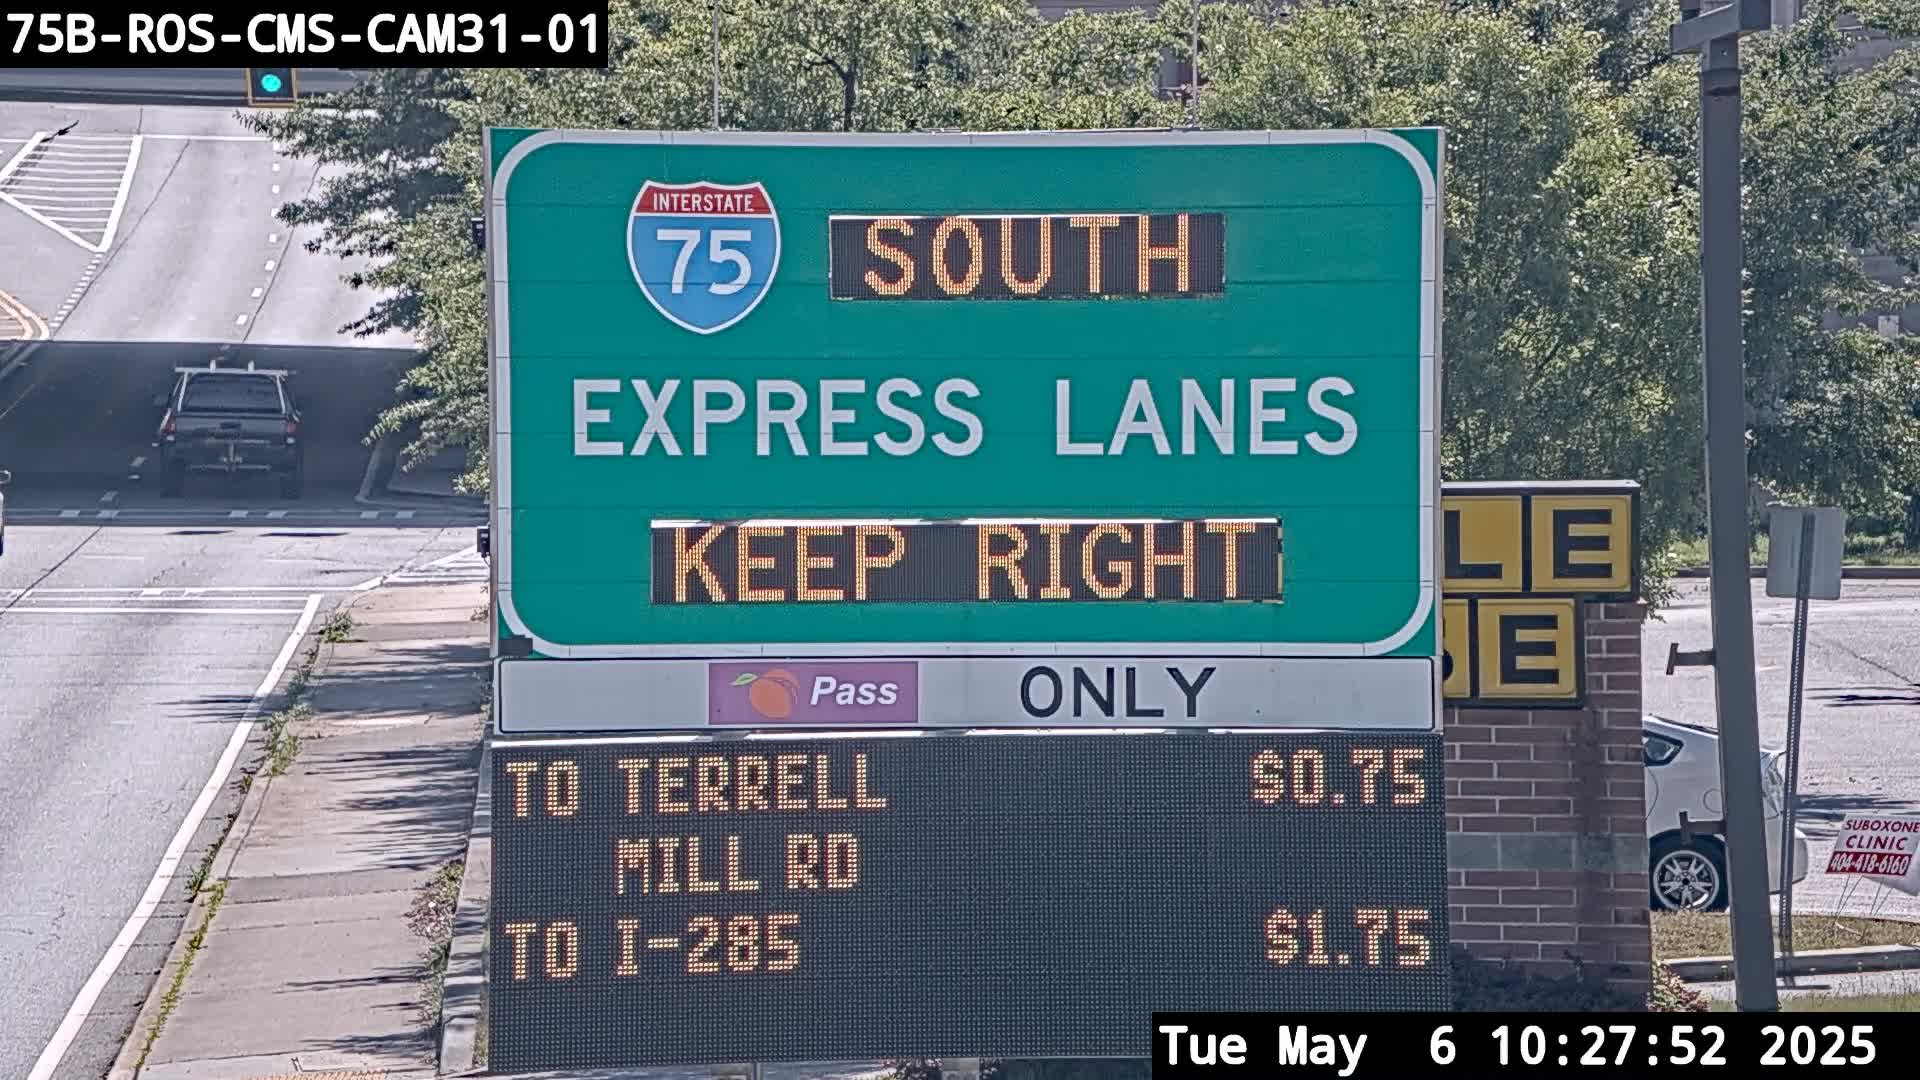 75B-ROS-CMS-CAM31-01
INTERSTATE
75
SOUTH
EXPRESS LANES
KEEP RIGHT
LE
E
Pass
ONLY
TO TERRELL $0.75
MILL RD
TO I-285 $1.75
SUBOXONE
CLINIC
404-418-6160
Tue May 6 10:27:52 2025